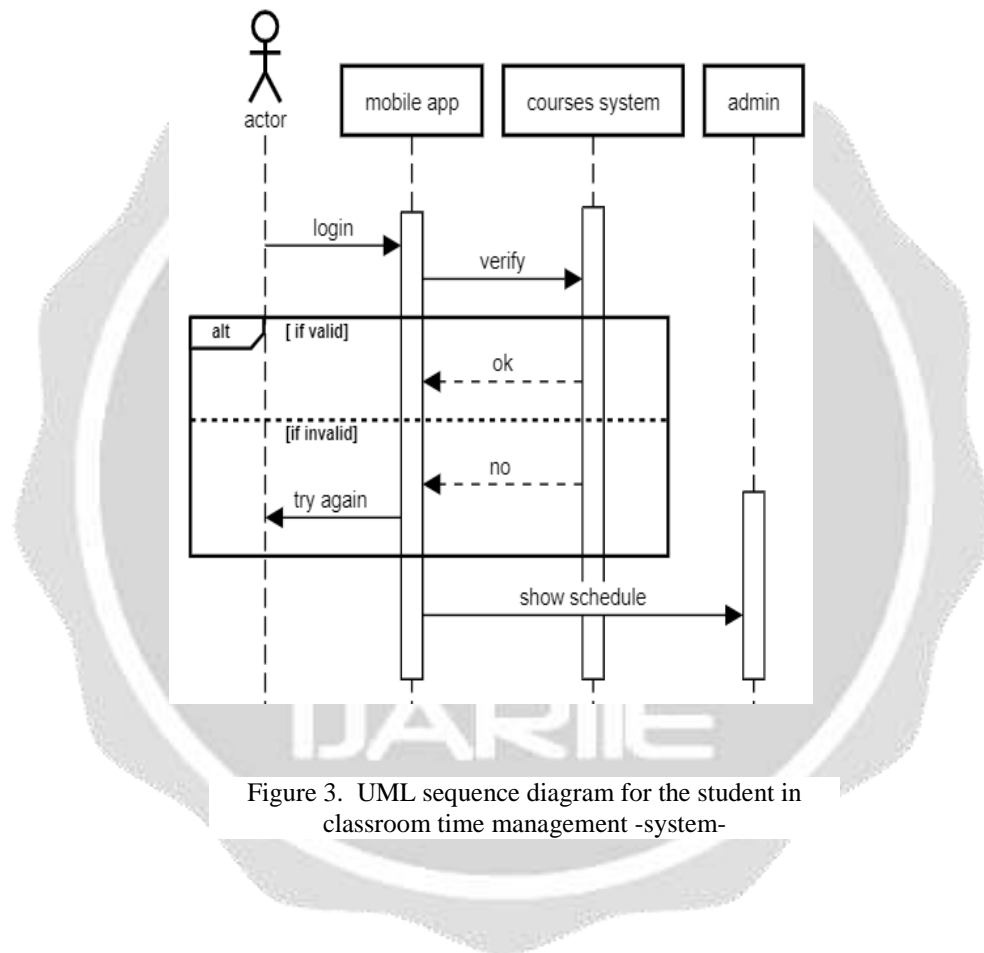 actor
mobile app
courses system
admin
login
verify
alt
[ if valid]
ok
[if invalid]
no
try again
show schedule
IJARIIE
Figure 3.  UML sequence diagram for the student in
classroom time management -system-